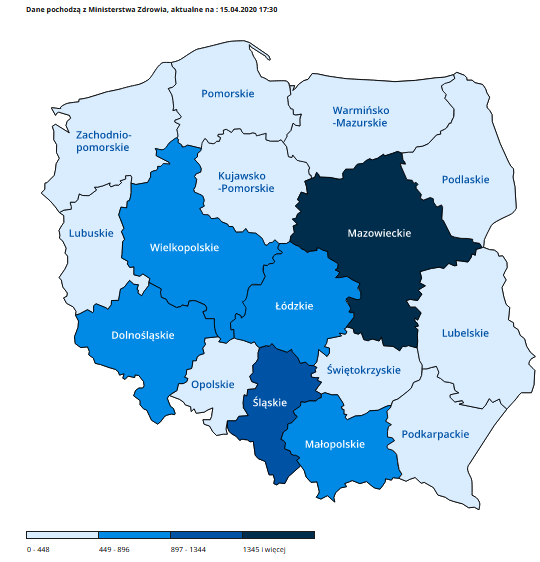 Dane pochodzą z Ministerstwa Zdrowia, aktualne na : 15.04.2020 17:30
Pomorskie
Warmińsko
-Mazurskie
Zachodnio-
pomorskie
Kujawsko
-Pomorskie
Podlaskie
Lubuskie
Wielkopolskie
Mazowieckie
Łódzkie
Dolnośląskie
Lubelskie
Świętokrzyskie
Opolskie
Śląskie
Podkarpackie
Małopolskie
0 - 448
449 - 896
897 - 1344
1345 i więcej